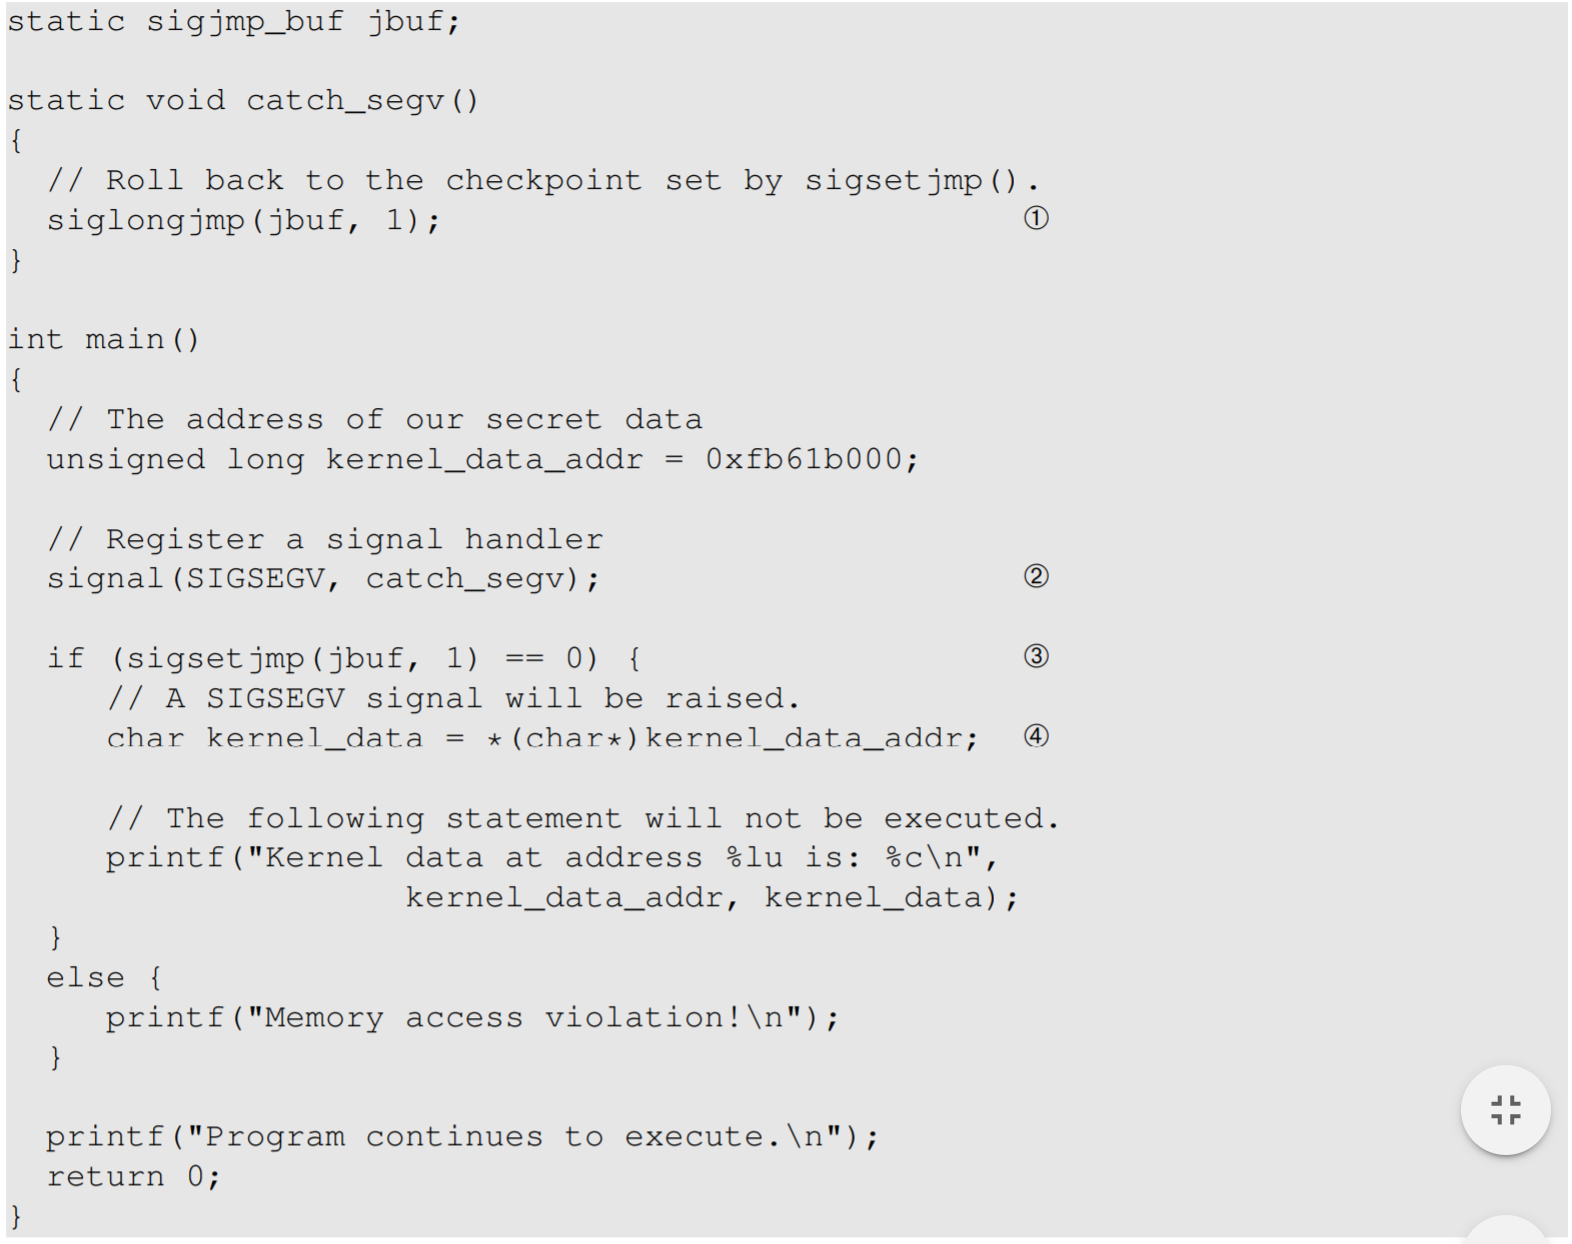 static sigjmp_buf jbuf;
static void catch_segv()
{
// Roll back to the checkpoint set by sigsetjmp().
siglongjmp(jbuf, 1); ①
}
int main()
{
// The address of our secret data
unsigned long kernel_data_addr = 0xfb61b000;
// Register a signal handler
signal(SIGSEGV, catch_segv); ②
if (sigsetjmp(jbuf, 1) == 0) { ③
// A SIGSEGV signal will be raised.
char kernel_data = *(char*)kernel_data_addr; ④
// The following statement will not be executed.
printf("Kernel data at address %lu is: %c\n",
kernel_data_addr, kernel_data);
}
else {
printf("Memory access violation!\n");
}
printf("Program continues to execute.\n");
return 0;
}